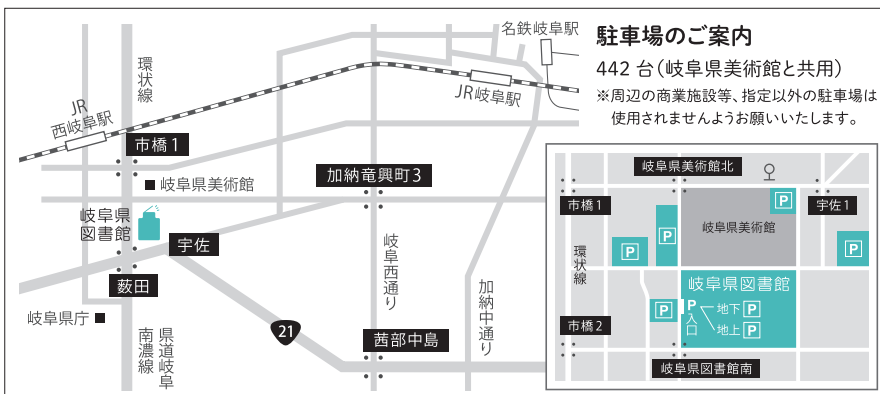 駐車場のご案内
442 台(岐阜県美術館と共用)
※周辺の商業施設等、指定以外の駐車場は
使用されませんようお願いいたします。
名鉄岐阜駅
環状線
JR岐阜駅
JR
西岐阜駅
市橋1
岐阜県美術館
加納竜興町3
岐阜県
図書館
宇佐
薮田
岐阜西通り
加納中通り
岐阜県庁
21
茜部中島
県道岐阜
南濃線
岐阜県美術館北
P
市橋1
宇佐1
岐阜県美術館
P
P
P
環状線
岐阜県図書館
P
P
入口
地下 P
地上 P
市橋2
岐阜県図書館南